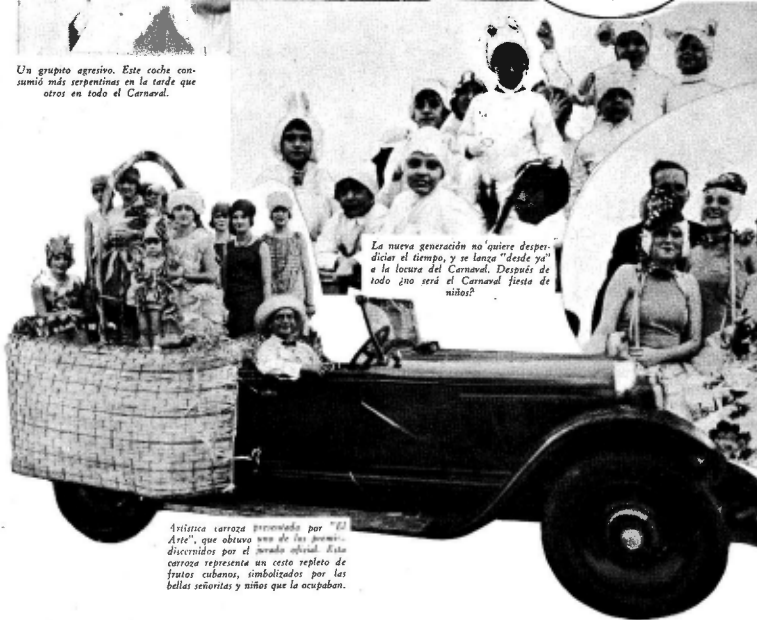 Un grupito agresivo. Este coche con-
sumió más serpentinas en la tarde que
otros en todo el Carnaval.
La nueva generación no quiere desper-
diciar el tiempo, y se lanza "desde ya"
a la locura del Carnaval. Después de
todo ¿no será el Carnaval fiesta de
niños?
Artística carroza presentada por "El
Arte", que obtuvo uno de los premios
discernidos por el jurado oficial. Esta
carroza representa un cesto repleto de
frutos cubanos, simbolizados por las
bellas señoritas y niños que la ocupaban.